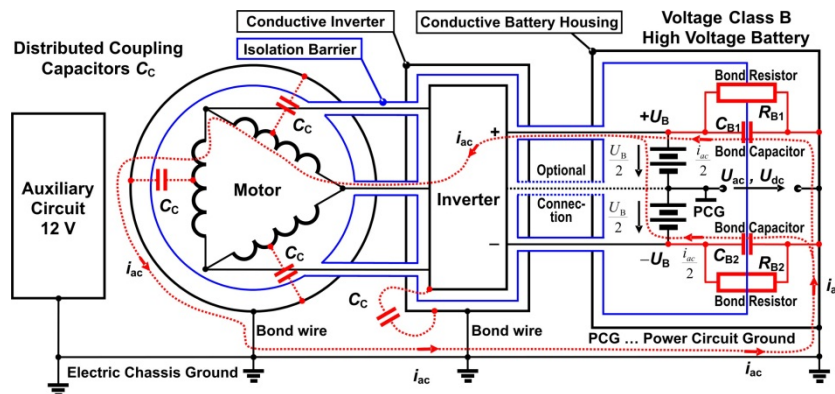 Conductive Inverter
Conductive Battery Housing
Voltage Class B
High Voltage Battery
Distributed Coupling
Capacitors CC
Isolation Barrier
Bond Resistor
RB1
+UB
CB1
CC
iac
+
UB
2
iac
2
Bond Capacitor
Auxiliary
Circuit
12 V
CC
Motor
Inverter
Optional
Connec-
tion
Uac , Udc
PCG
UB
2
Bond Capacitor
CC
–
–UB
iac
2
CB2
RB2
iac
CC
Bond Resistor
iac
Bond wire
Bond wire
PCG ... Power Circuit Ground
Electric Chassis Ground
iac
iac